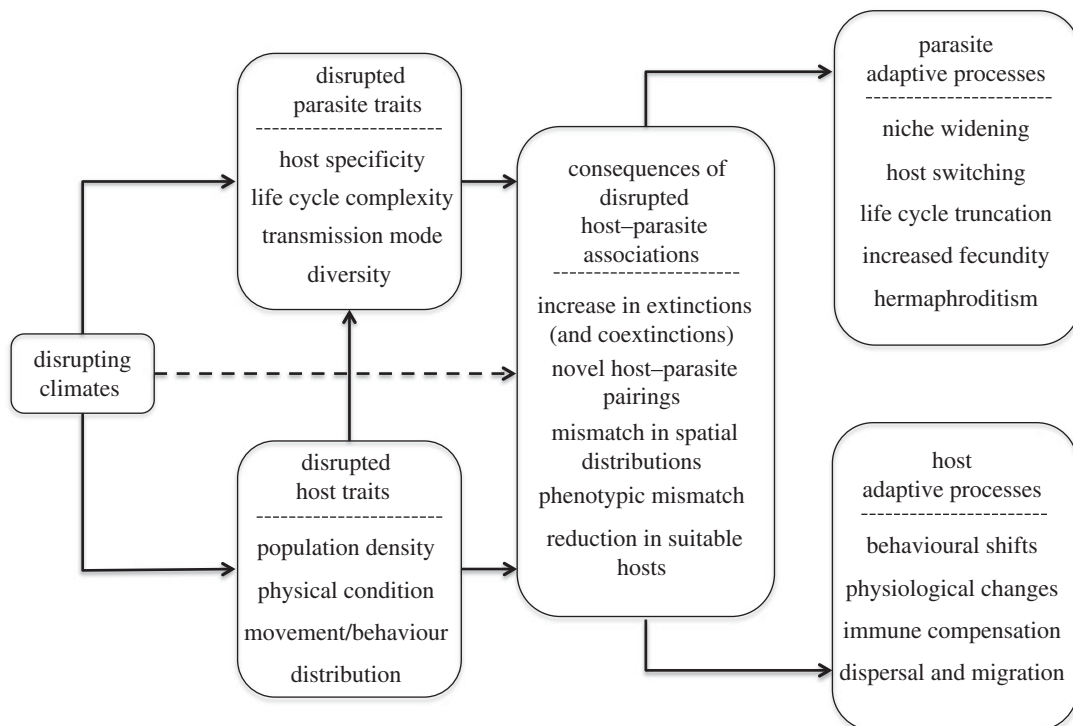 disrupting
climates
disrupted
parasite traits
host specificity
life cycle complexity
transmission mode
diversity
disrupted
host traits
population density
physical condition
movement/behaviour
distribution
consequences of
disrupted
host–parasite
associations
increase in extinctions
(and coextinctions)
novel host–parasite
pairings
mismatch in spatial
distributions
phenotypic mismatch
reduction in suitable
hosts
parasite
adaptive processes
niche widening
host switching
life cycle truncation
increased fecundity
hermaphroditism
host
adaptive processes
behavioural shifts
physiological changes
immune compensation
dispersal and migration